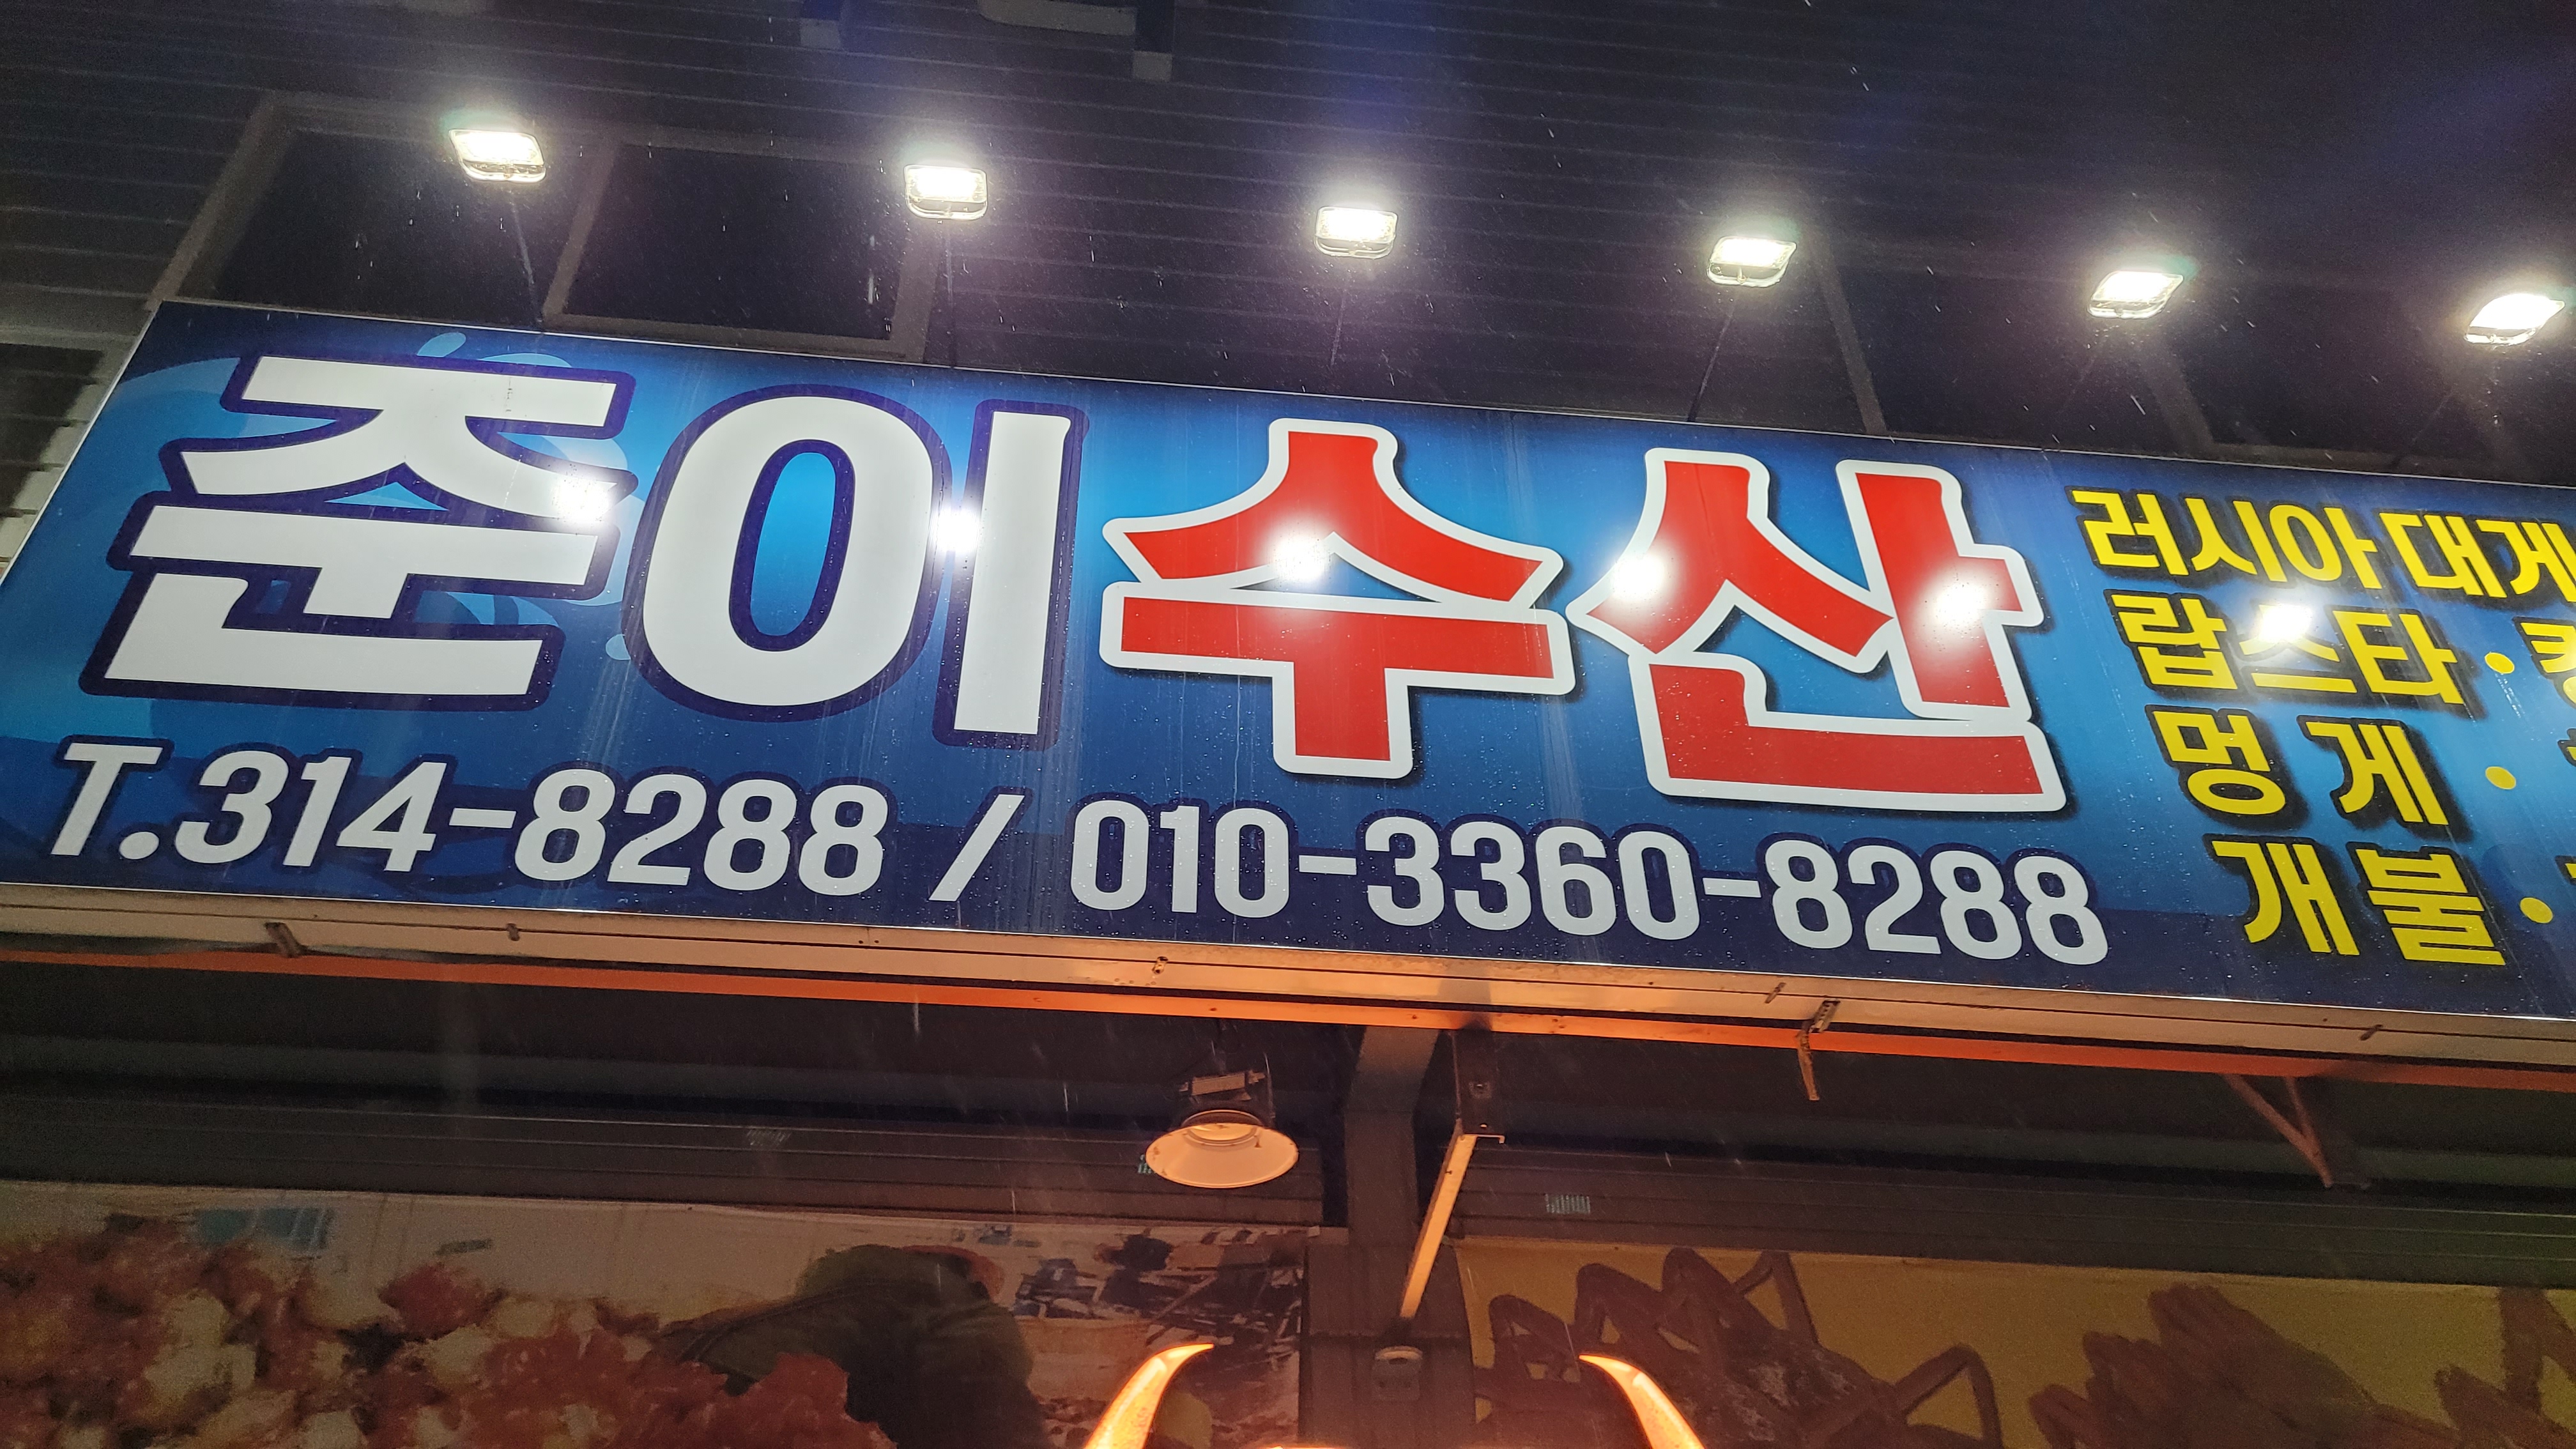 준이수산
T.314-8288 / 010-3360-8288
러시아 대게
랍스타 ·
멍 게 ·
개 불 ·